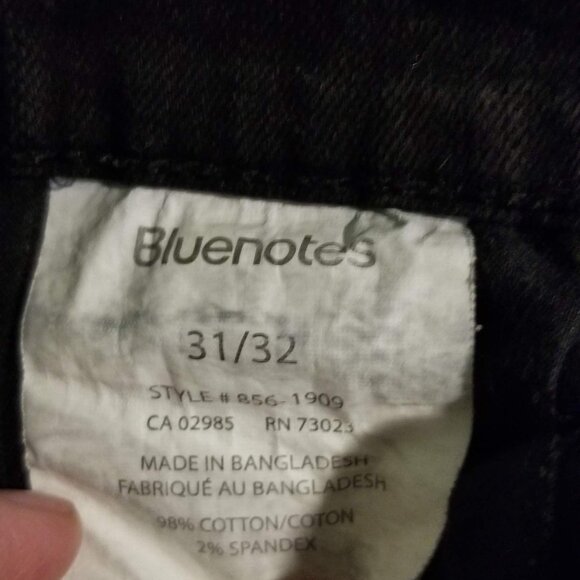 Bluenotes
31/32
STYLE # 856-1909
CA 02985 RN 73023
MADE IN BANGLADESH
FABRIQUÉ AU BANGLADESH
98% COTTON/COTON
2% SPANDEX